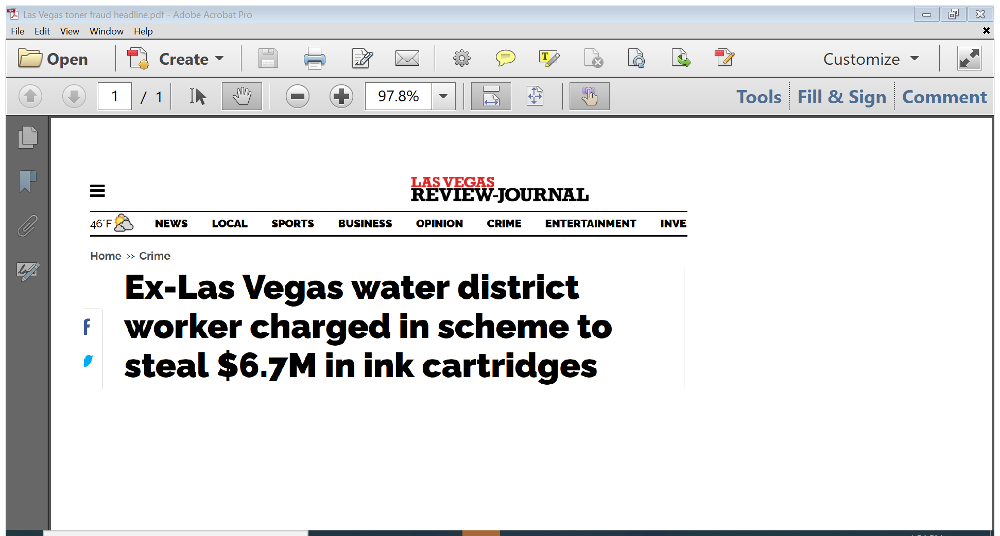 Las Vegas toner fraud headline.pdf - Adobe Acrobat Pro
File Edit View Window Help
Open Create Customize
1 / 1 97.8% Tools Fill & Sign Comment
LAS VEGAS
REVIEW-JOURNAL
46°F NEWS LOCAL SPORTS BUSINESS OPINION CRIME ENTERTAINMENT INVE
Home >> Crime
Ex-Las Vegas water district
worker charged in scheme to
steal $6.7M in ink cartridges